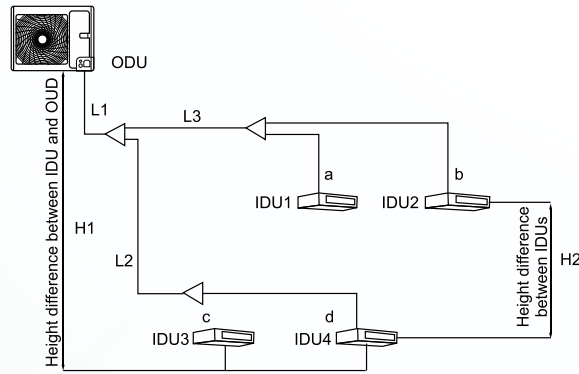 ODU
L1
L3
a
b
IDU1
IDU2
Height difference between IDU and OUD
H1
Height difference
between IDUs
H2
L2
c
d
IDU3
IDU4